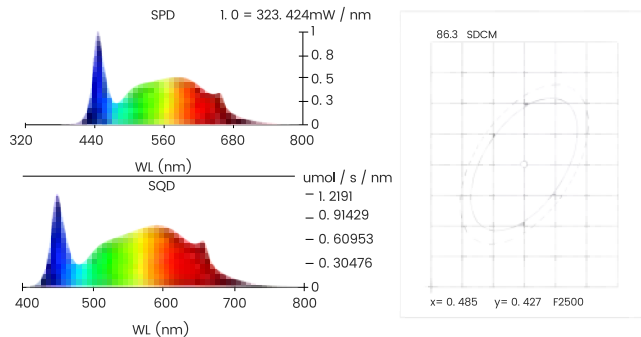 SPD 1. 0 = 323. 424mW / nm
1
0. 8
0. 5
0. 3
0
320 440 560 680 800
WL (nm)
umol / s / nm
SQD
1. 2191
0. 91429
0. 60953
0. 30476
400 500 600 700 800
WL (nm)
86.3 SDCM
x= 0. 485 y= 0. 427 F2500